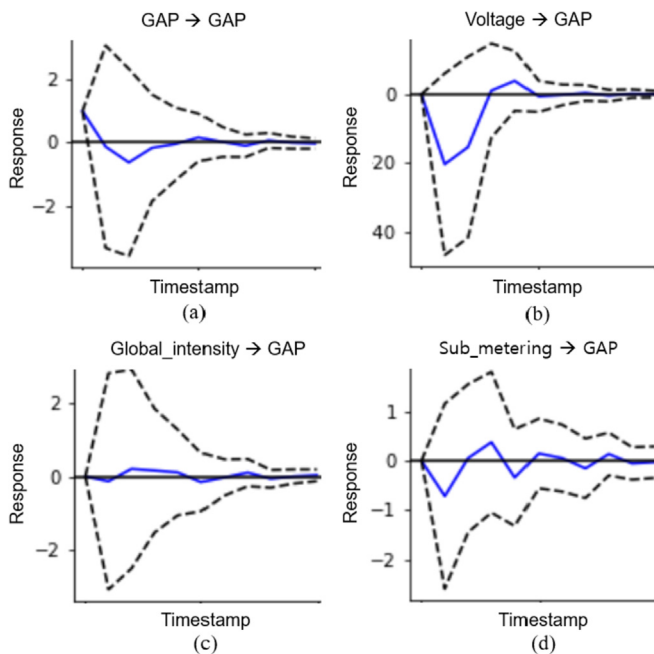 GAP → GAP
Response
2
0
−2
Timestamp
(a)
Voltage → GAP
Response
0
20
40
Timestamp
(b)
Global_intensity → GAP
Response
2
0
−2
Timestamp
(c)
Sub_metering → GAP
Response
1
0
−1
−2
Timestamp
(d)